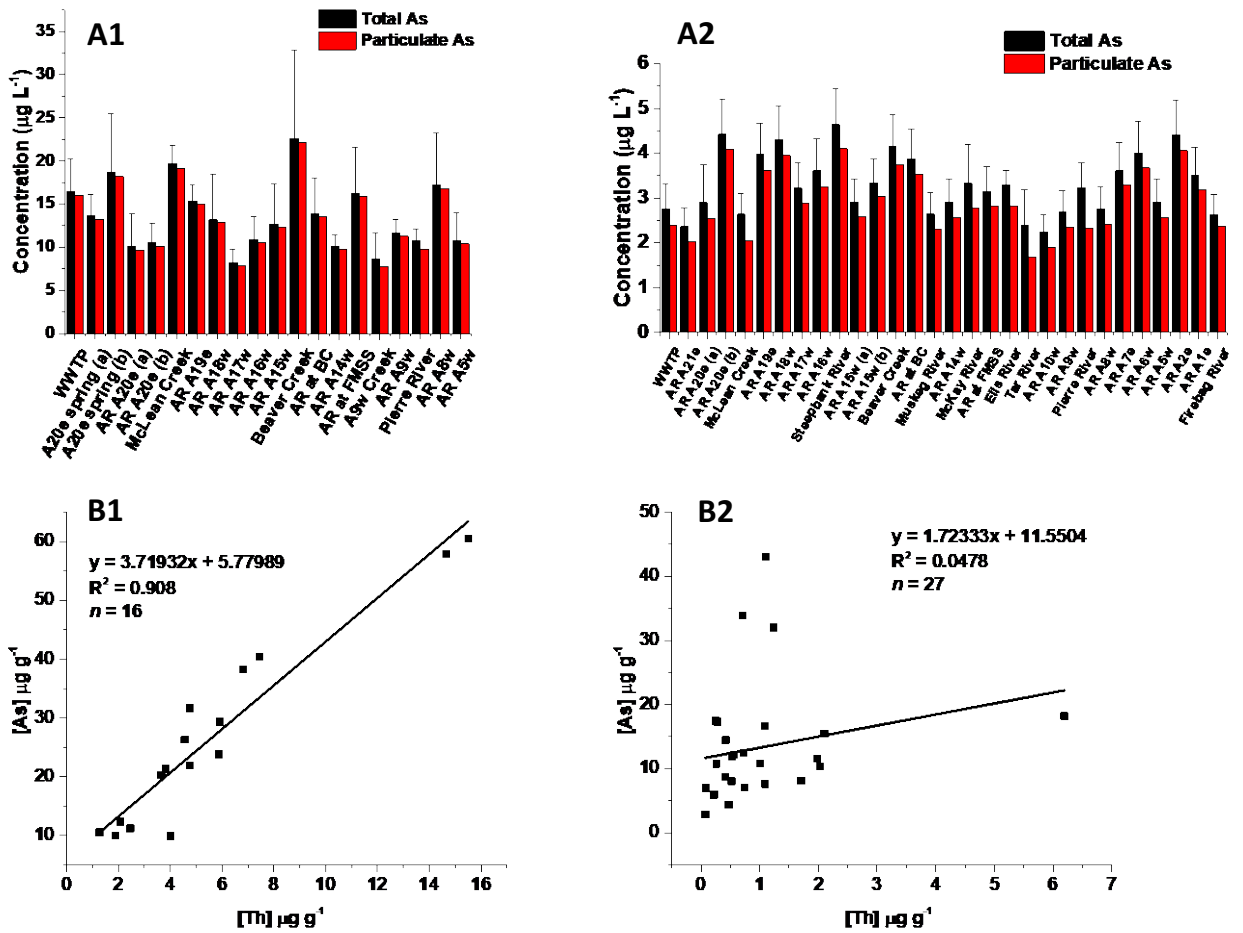 A1
Total As
Particulate As
Concentration (µg L-1)
40
35
30
25
20
15
10
5
0
WWTP
A20e spring (a)
A20e spring (b)
AR A20e (a)
AR A20e (b)
McLean Creek
AR A19e
AR A18w
AR A17w
AR A16w
AR A15w
Beaver Creek
AR at BC
AR A14w
AR at FMSS
A9w Creek
AR A9w
Pierre River
AR A8w
AR A5w
A2
Total As
Particulate As
Concentration (µg L-1)
6
5
4
3
2
1
0
WWTP
AR A21e
AR A20e (a)
AR A20e (b)
McLean Creek
AR A19e
AR A18w
AR A17w
AR A16w
Steepbank River
AR A15w (a)
AR A15w (b)
Beaver Creek
AR at BC
Muskeg River
AR A14w
McKay River
AR at FMSS
Ells River
Tar River
AR A10w
AR A9w
Pierre River
AR A8w
AR A7e
AR A6w
AR A5w
AR A2e
AR A1e
Firebag River
B1
y = 3.71932x + 5.77989
R2 = 0.908
n = 16
[As] µg g-1
60
50
40
30
20
10
0 2 4 6 8 10 12 14 16
[Th] µg g-1
B2
y = 1.72333x + 11.5504
R2 = 0.0478
n = 27
[As] µg g-1
50
40
30
20
10
0
0 1 2 3 4 5 6 7
[Th] µg g-1